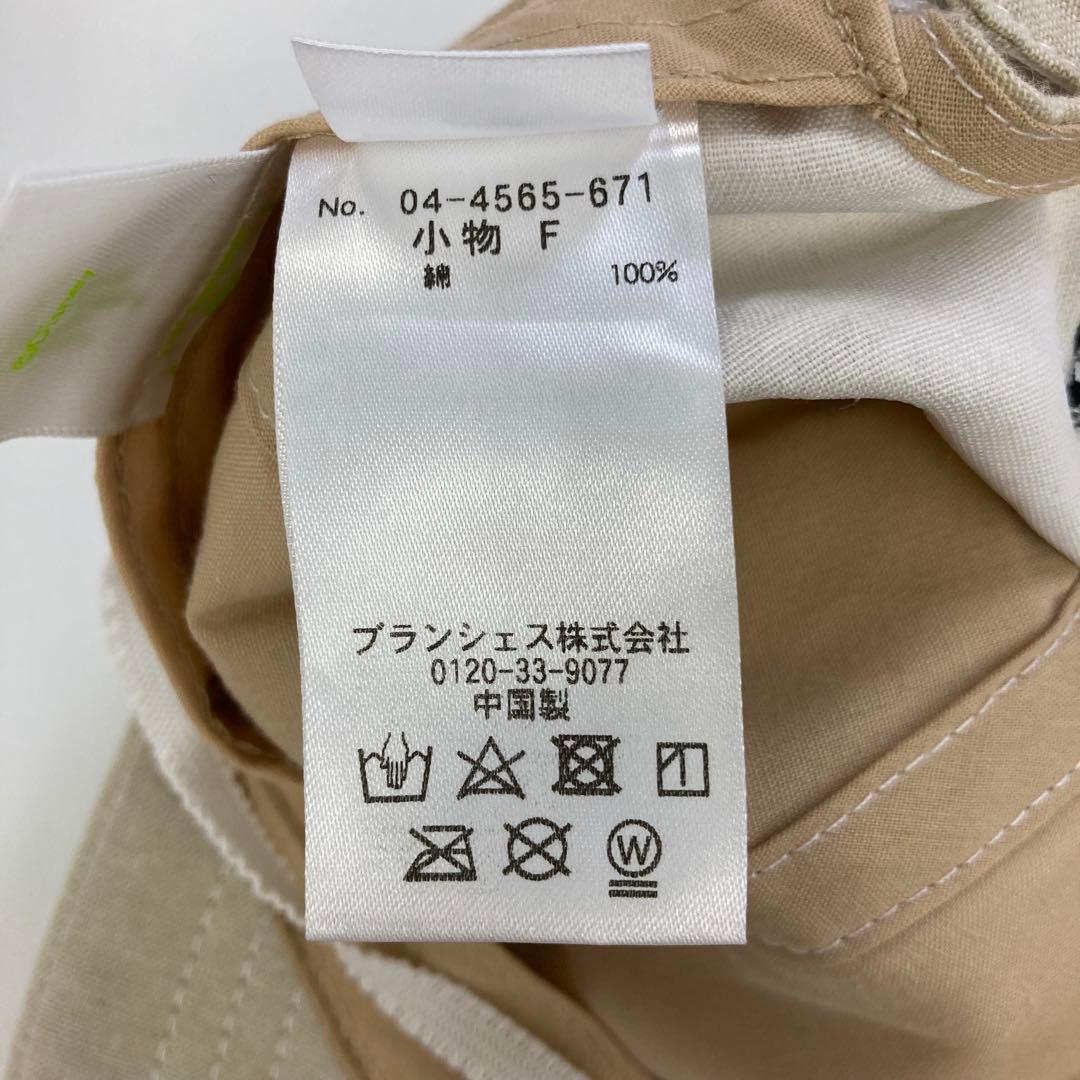 No. 04-4565-671
小物 F
綿 100%
ブランシェス株式会社
0120-33-9077
中国製
W